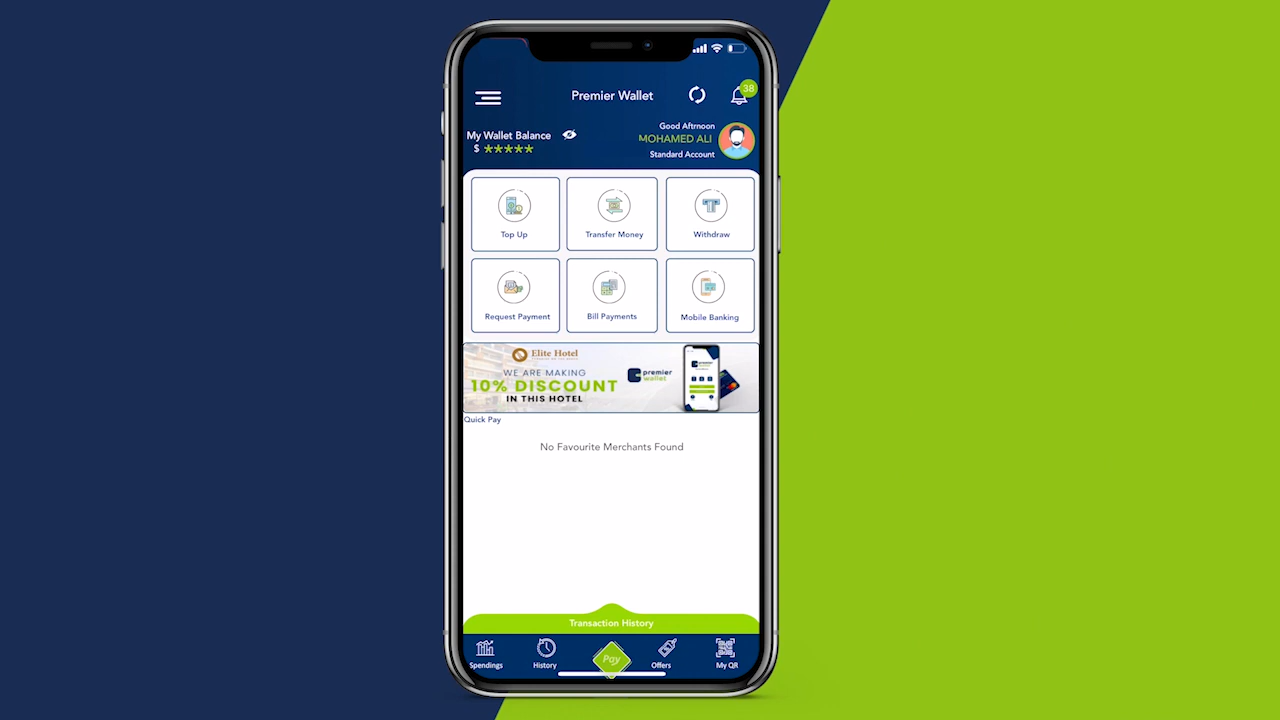 Premier Wallet
38
My Wallet Balance
$ *****
Good Aftrnoon
MOHAMED ALI
Standard Account
Top Up
Transfer Money
Withdraw
Request Payment
Bill Payments
Mobile Banking
Elite Hotel
WE ARE MAKING
10% DISCOUNT
IN THIS HOTEL
premier
wallet
Quick Pay
No Favourite Merchants Found
Transaction History
Spendings
History
Pay
Offers
My QR